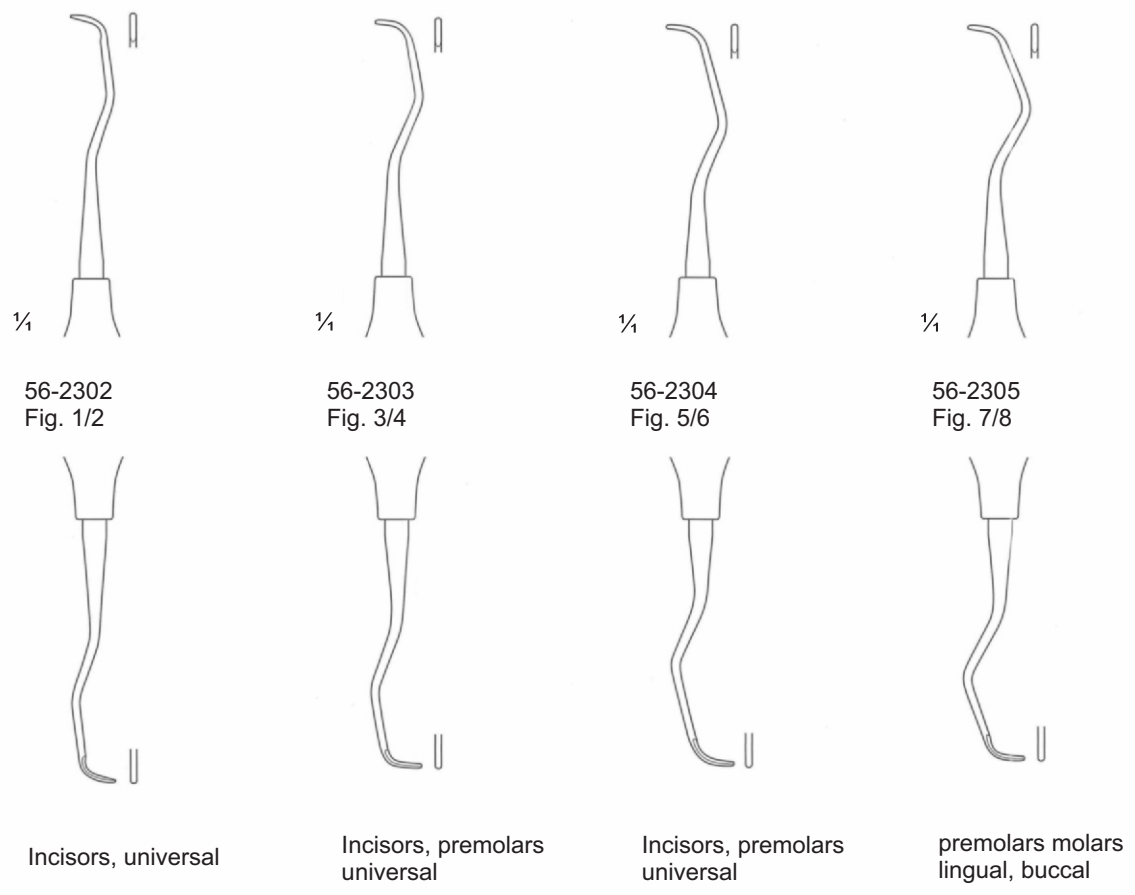 ¹⁄₁
¹⁄₁
¹⁄₁
¹⁄₁
56-2302
Fig. 1/2
56-2303
Fig. 3/4
56-2304
Fig. 5/6
56-2305
Fig. 7/8
Incisors, universal
Incisors, premolars
universal
Incisors, premolars
universal
premolars molars
lingual, buccal